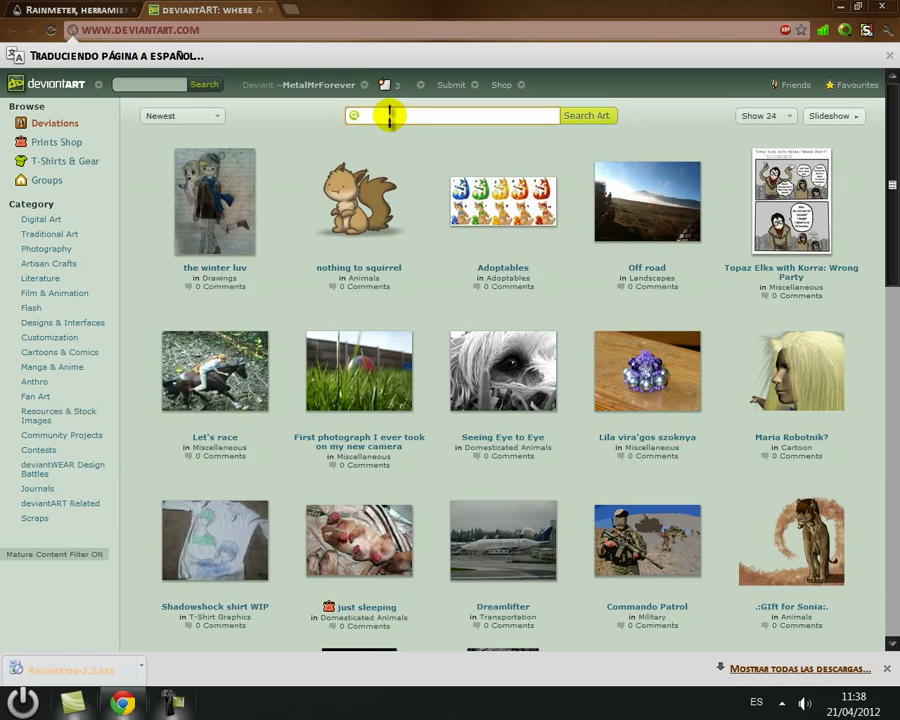 Rainmeter, herramie
deviantART: where a
www.deviantart.com
Traduciendo página a español...
deviantART
Search
Deviant ~MetalMrForever
3
Submit
Shop
Friends
Favourites
Browse
Deviations
Prints Shop
T-Shirts & Gear
Groups
Category
Digital Art
Traditional Art
Photography
Artisan Crafts
Literature
Film & Animation
Flash
Designs & Interfaces
Customization
Cartoons & Comics
Manga & Anime
Anthro
Fan Art
Resources & Stock
Images
Community Projects
Contests
deviantWEAR Design
Battles
Journals
deviantART Related
Scraps
Mature Content Filter ON
Newest
Search Art
Show 24
Slideshow
the winter luv
in Drawings
0 Comments
nothing to squirrel
in Animals
0 Comments
Adoptables
in Adoptables
0 Comments
Off road
in Landscapes
0 Comments
Topaz Elks with Korra: Wrong
Party
in Miscellaneous
0 Comments
Let's race
in Miscellaneous
0 Comments
First photograph I ever took
on my new camera
in Miscellaneous
0 Comments
Seeing Eye to Eye
in Domesticated Animals
0 Comments
Lila vira'gos szoknya
in Miscellaneous
0 Comments
Maria Robotnik?
in Cartoon
0 Comments
Shadowshock shirt WIP
in T-Shirt Graphics
0 Comments
just sleeping
in Domesticated Animals
0 Comments
Dreamlifter
in Transportation
0 Comments
Commando Patrol
in Military
0 Comments
.:GIft for Sonia:.
in Animals
0 Comments
Rainmeter-2.2.exe
Mostrar todas las descargas...
ES
11:38
21/04/2012